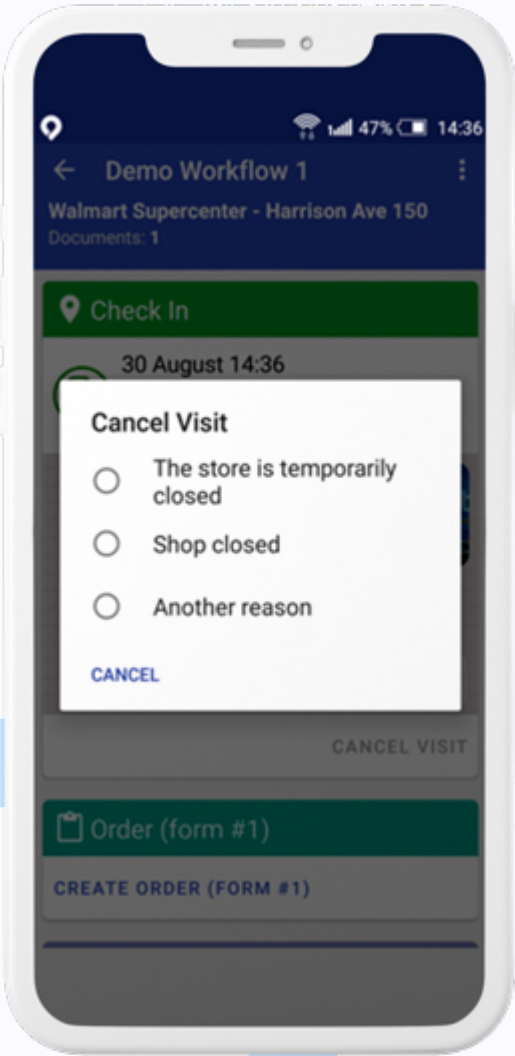 47% 14:36
Demo Workflow 1
Walmart Supercenter - Harrison Ave 150
Documents: 1
Check In
30 August 14:36
Cancel Visit
The store is temporarily
closed
Shop closed
Another reason
CANCEL
CANCEL VISIT
Order (form #1)
CREATE ORDER (FORM #1)